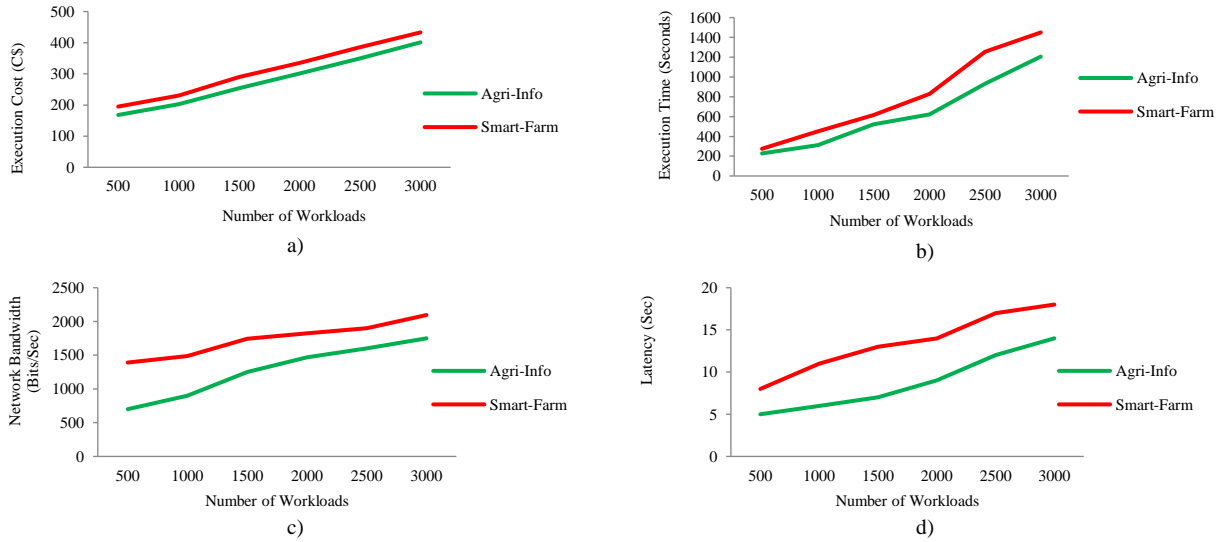 Execution Cost (C$)
500
400
300
200
100
0
500 1000 1500 2000 2500 3000
Number of Workloads
Agri-Info
Smart-Farm
a)
Execution Time (Seconds)
1600
1400
1200
1000
800
600
400
200
0
500 1000 1500 2000 2500 3000
Number of Workloads
Agri-Info
Smart-Farm
b)
Network Bandwidth
(Bits/Sec)
2500
2000
1500
1000
500
0
500 1000 1500 2000 2500 3000
Number of Workloads
Agri-Info
Smart-Farm
c)
Latency (Sec)
20
15
10
5
0
500 1000 1500 2000 2500 3000
Number of Workloads
Agri-Info
Smart-Farm
d)